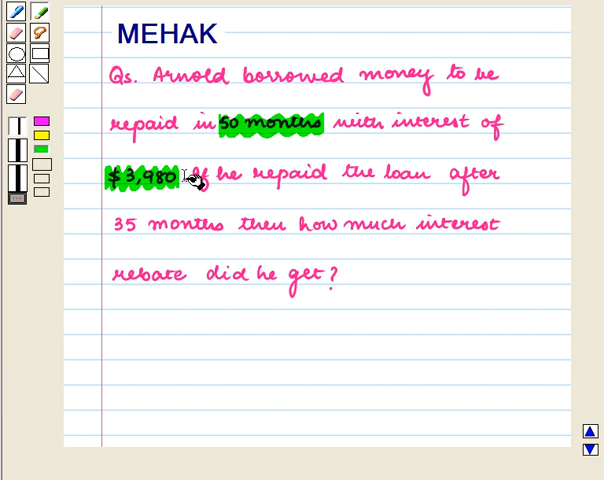 MEHAK
Qs. Arnold borrowed money to be
repaid in 50 months with interest of
$3,980 If he repaid the loan after
35 months then how much interest
rebate did he get?